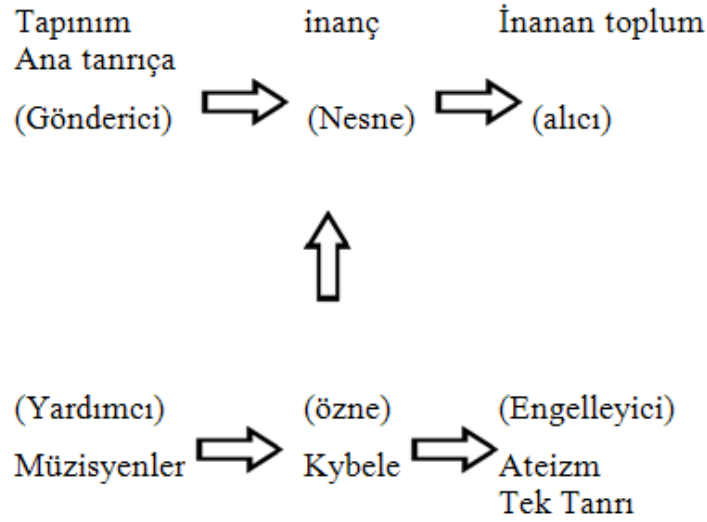 Tapınım inanç İnanan toplum
Ana tanrıça
(Gönderici) (Nesne) (alıcı)
(Yardımcı) (özne) (Engelleyici)
Müzisyenler Kybele Ateizm
Tek Tanrı